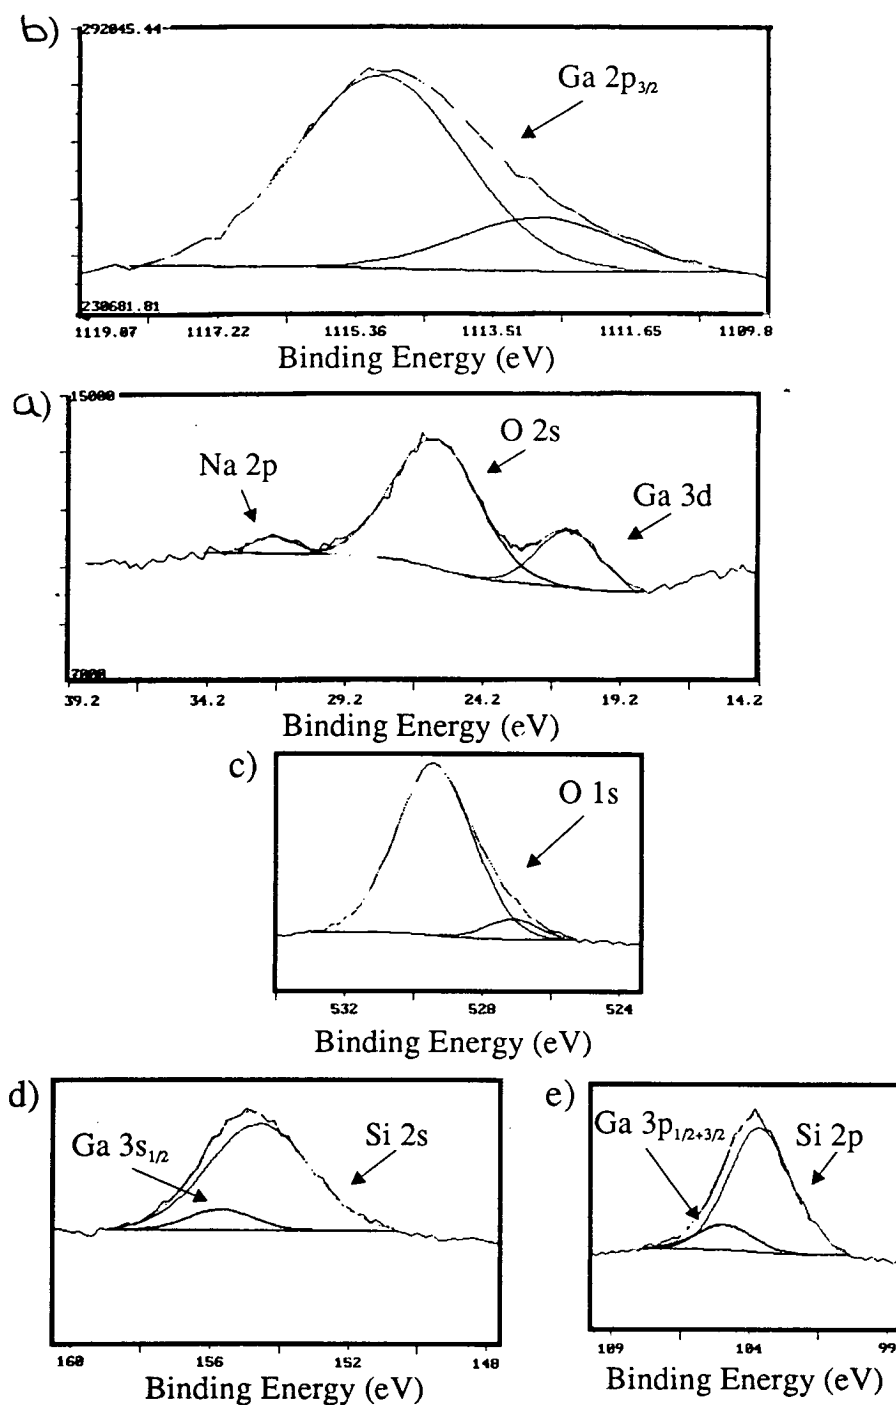 b)
292045.44
Ga 2p3/2
230681.81
1119.07 1117.22 1115.36 1113.51 1111.65 1109.8
Binding Energy (eV)
a)
15000
O 2s
Na 2p
Ga 3d
7000
39.2 34.2 29.2 24.2 19.2 14.2
Binding Energy (eV)
c)
O 1s
532 528 524
Binding Energy (eV)
d)
Ga 3s1/2
Si 2s
160 156 152 148
Binding Energy (eV)
e)
Ga 3p1/2+3/2
Si 2p
109 104 99
Binding Energy (eV)